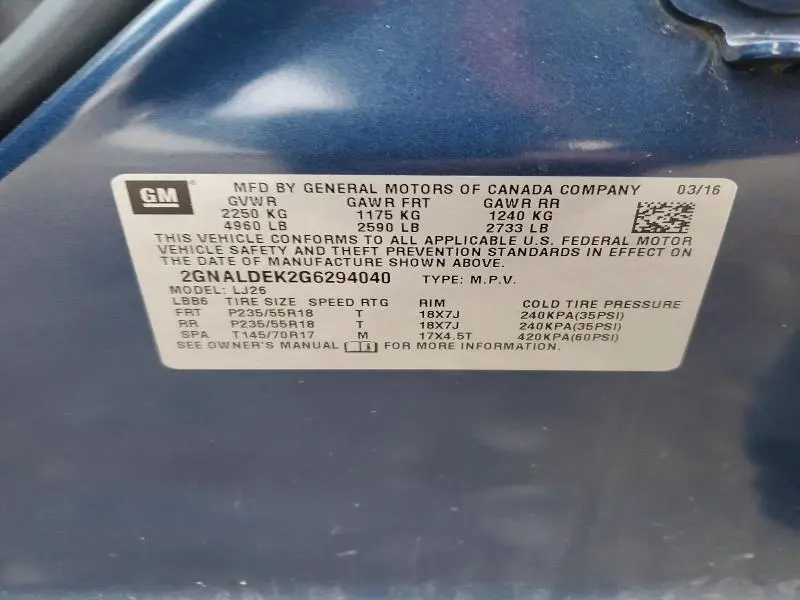 GM MFD BY GENERAL MOTORS OF CANADA COMPANY 03/16
GVWR GAWR FRT GAWR RR
2250 KG 1175 KG 1240 KG
4960 LB 2590 LB 2733 LB
THIS VEHICLE CONFORMS TO ALL APPLICABLE U.S. FEDERAL MOTOR
VEHICLE SAFETY AND THEFT PREVENTION STANDARDS IN EFFECT ON
THE DATE OF MANUFACTURE SHOWN ABOVE.
2GNALDEK2G6294040 TYPE: M.P.V.
MODEL: LJ26
LBB6 TIRE SIZE SPEED RTG RIM COLD TIRE PRESSURE
FRT P235/55R18 T 18X7J 240KPA(35PSI)
RR P235/55R18 T 18X7J 240KPA(35PSI)
SPA T145/70R17 M 17X4.5T 420KPA(60PSI)
SEE OWNER'S MANUAL FOR MORE INFORMATION.